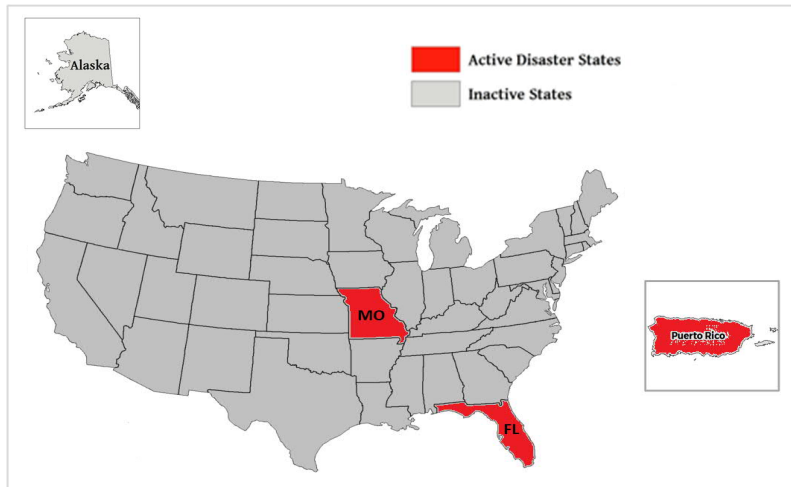 Alaska
Active Disaster States
Inactive States
MO
Puerto Rico
FL